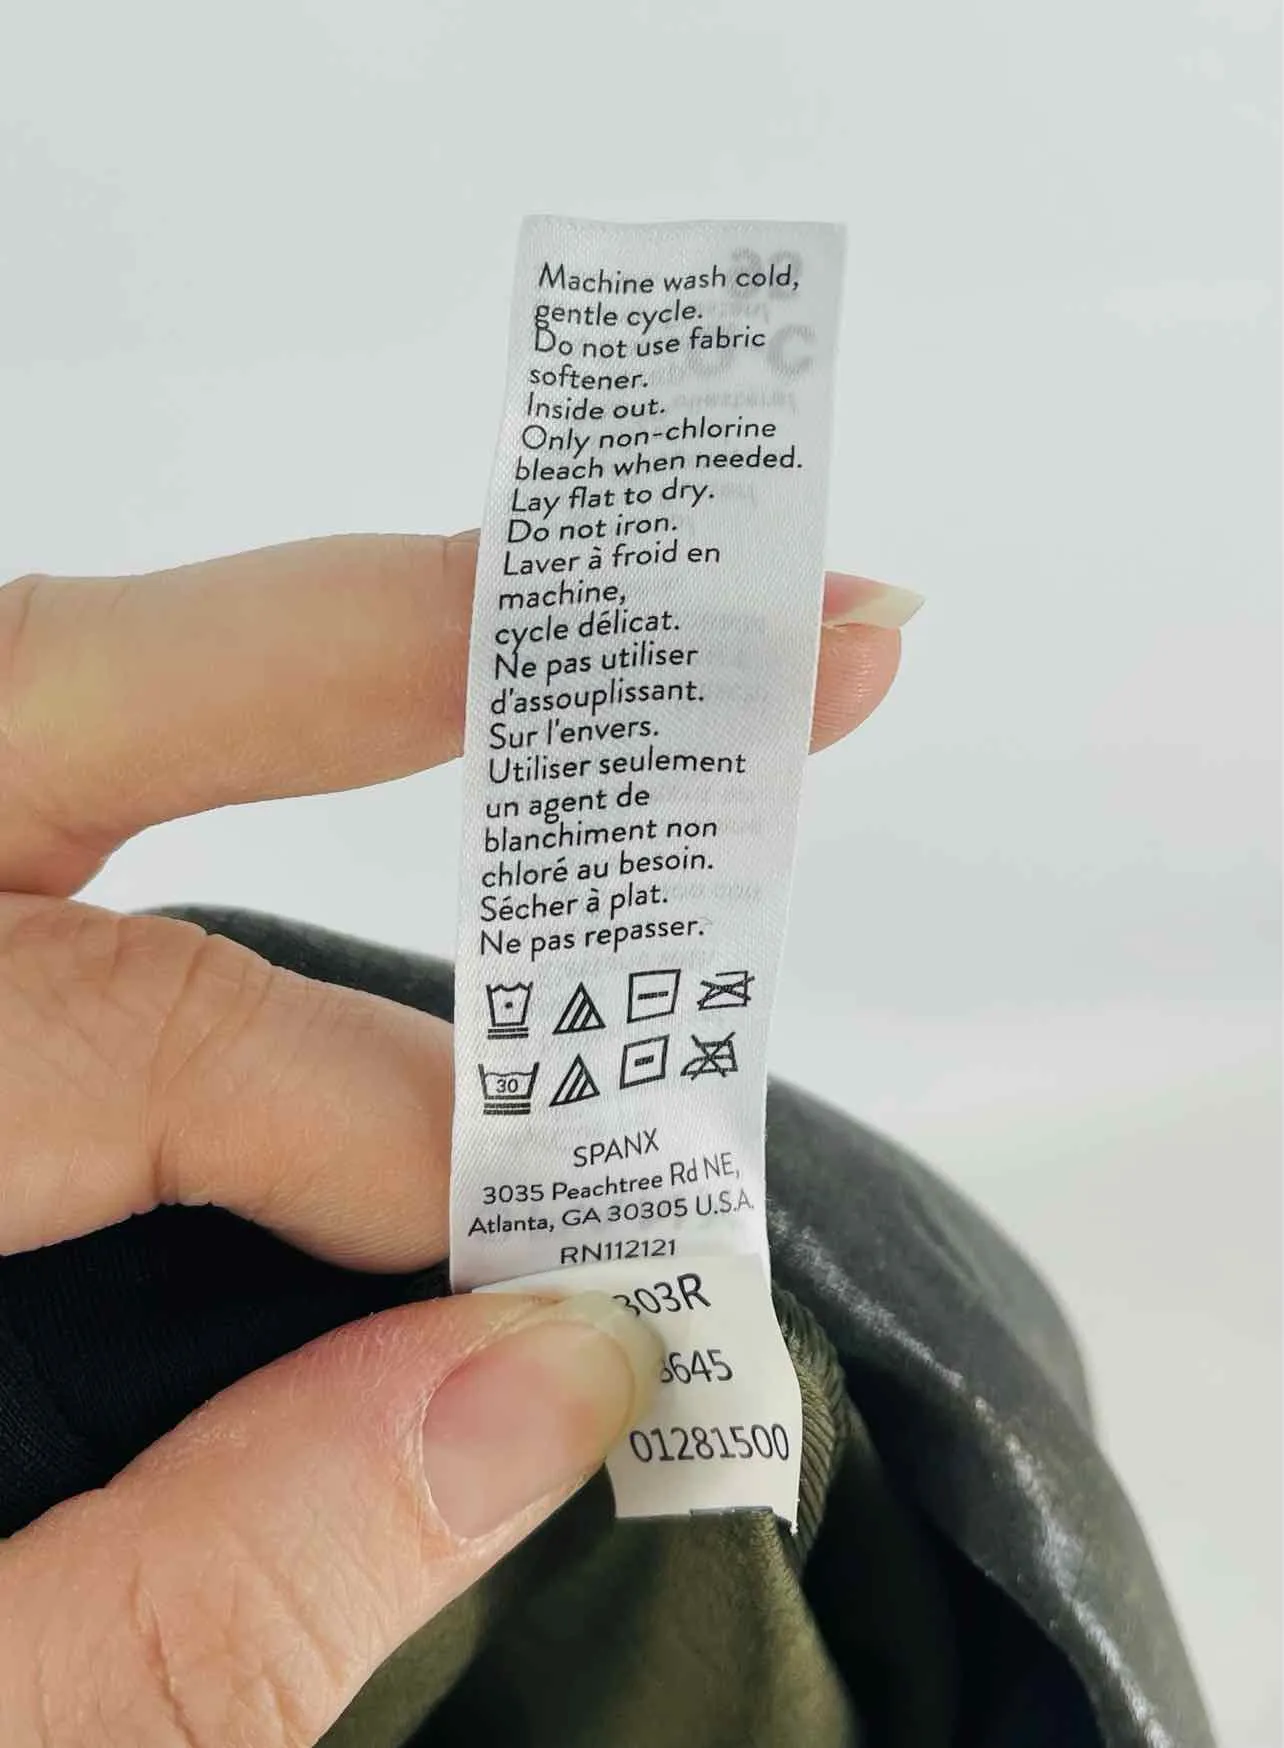 Machine wash cold,
gentle cycle.
Do not use fabric
softener.
Inside out.
Only non-chlorine
bleach when needed.
Lay flat to dry.
Do not iron.
Laver à froid en
machine,
cycle délicat.
Ne pas utiliser
d'assouplissant.
Sur l'envers.
Utiliser seulement
un agent de
blanchiment non
chloré au besoin.
Sécher à plat.
Ne pas repasser.
30
SPANX
3035 Peachtree Rd NE,
Atlanta, GA 30305 U.S.A.
RN112121
303R
645
01281500